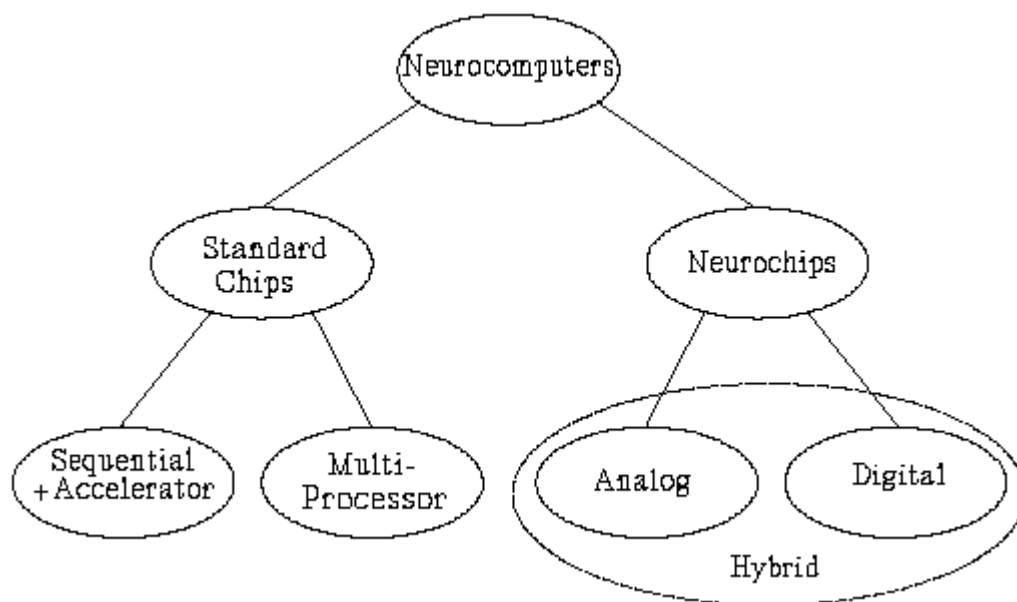 Neurocomputers
Standard
Chips
Neurochips
Sequential
+Accelerator
Multi-
Processor
Analog
Digital
Hybrid